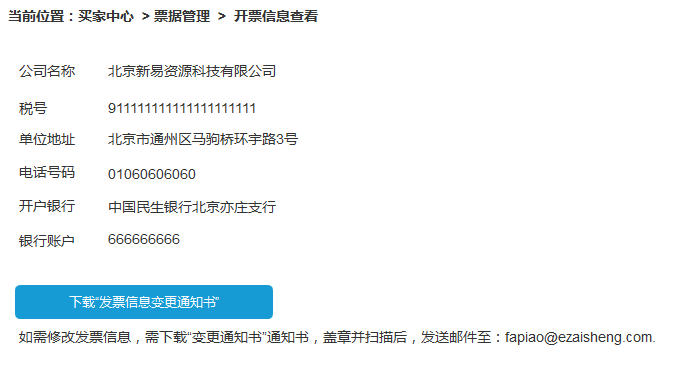 当前位置：买家中心 > 票据管理 > 开票信息查看
公司名称 北京新易资源科技有限公司
税号 911111111111111111111
单位地址 北京市通州区马驹桥环宇路3号
电话号码 01060606060
开户银行 中国民生银行北京亦庄支行
银行账户 666666666
下载“发票信息变更通知书”
如需修改发票信息，需下载“变更通知书”通知书，盖章并扫描后，发送邮件至：fapiao@ezaisheng.com.